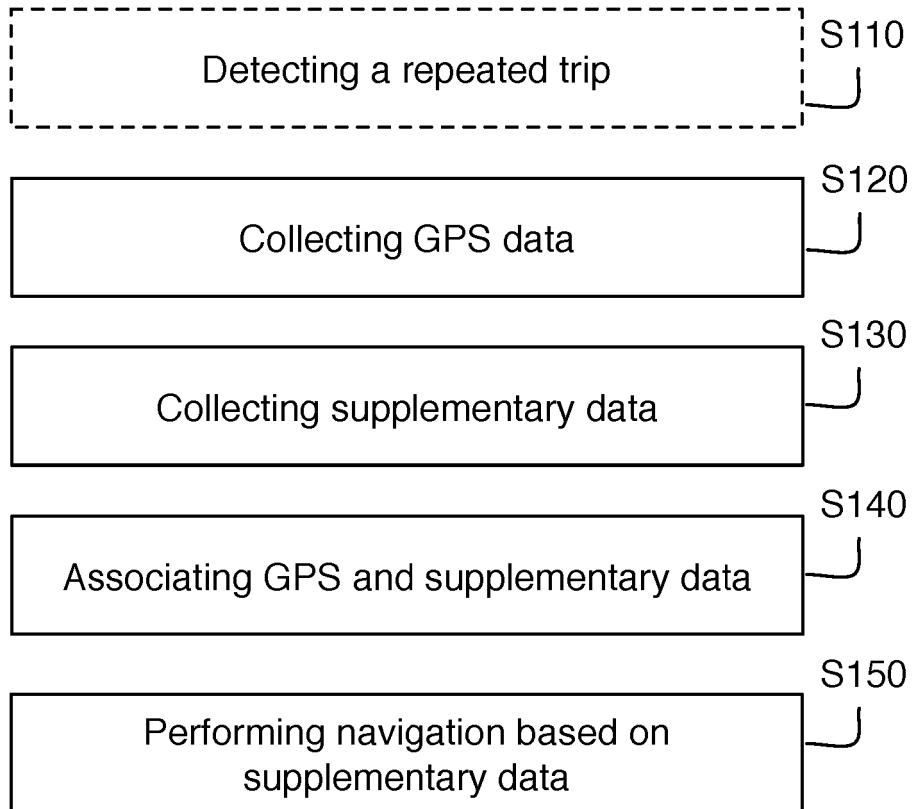 S110
Detecting a repeated trip
S120
Collecting GPS data
S130
Collecting supplementary data
S140
Associating GPS and supplementary data
S150
Performing navigation based on
supplementary data